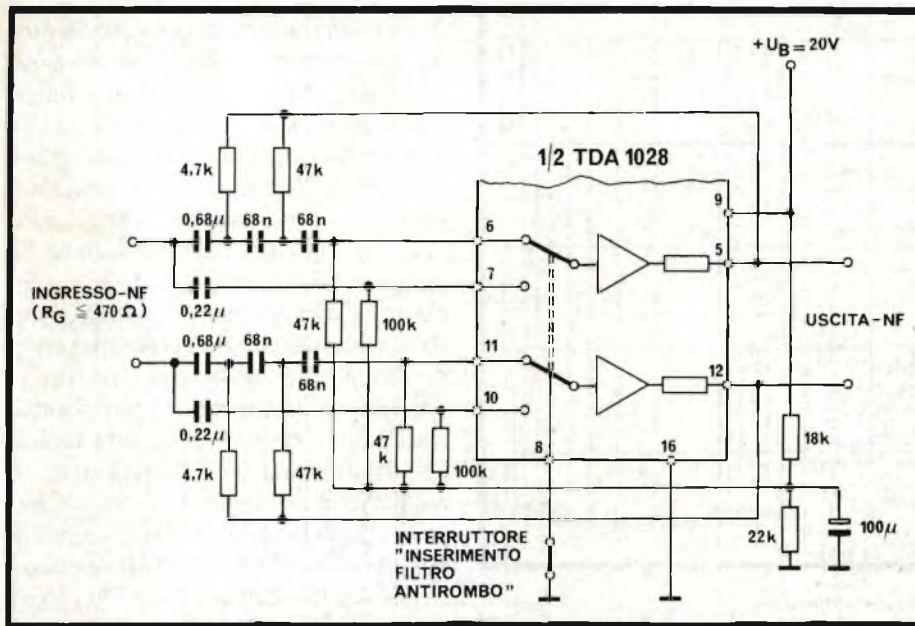 +UB=20V
1/2 TDA 1028
4,7k
47k
9
0,68μ
68n
68n
6
5
7
INGRESSO-NF
(RG ≦ 470 Ω)
0,22μ
0,68μ
68n
47k
100k
USCITA-NF
11
12
68n
10
0,22μ
47
k
100k
8
16
18k
4,7k
47k
22k
100μ
INTERRUTTORE
"INSERIMENTO
FILTRO
ANTIROMBO"